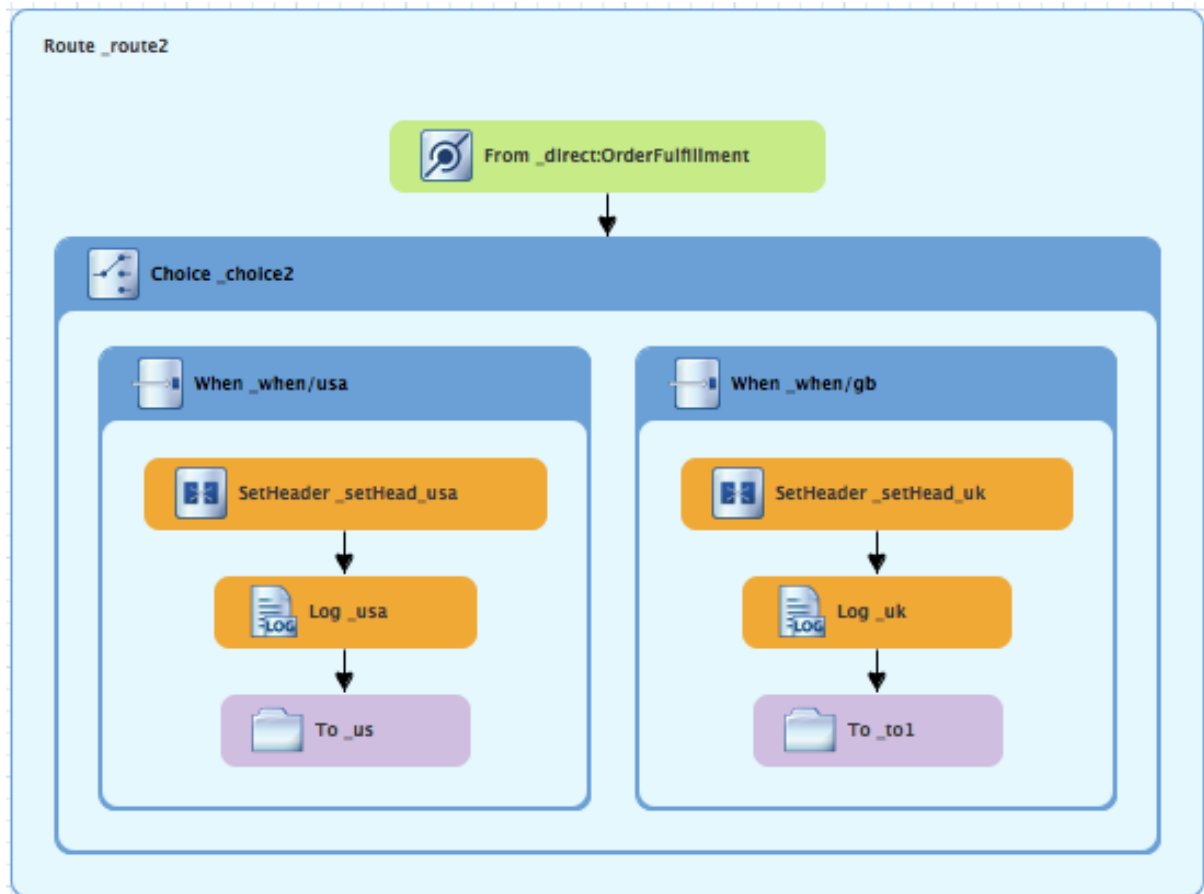 Route _route2
From _direct:OrderFulfillment
Choice _choice2
When _when/usa
When _when/gb
SetHeader _setHead_usa
SetHeader _setHead_uk
LOG
Log _usa
LOG
Log _uk
To _us
To _to1